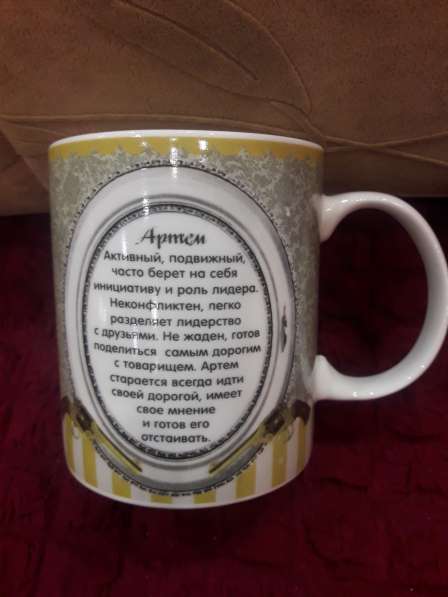 Артем
Активный, подвижный,
часто берет на себя
инициативу и роль лидера.
Неконфликтен, легко
разделяет лидерство
с друзьями. Не жаден, готов
поделиться самым дорогим
с товарищем. Артем
старается всегда идти
своей дорогой, имеет
свое мнение
и готов его
отстаивать.